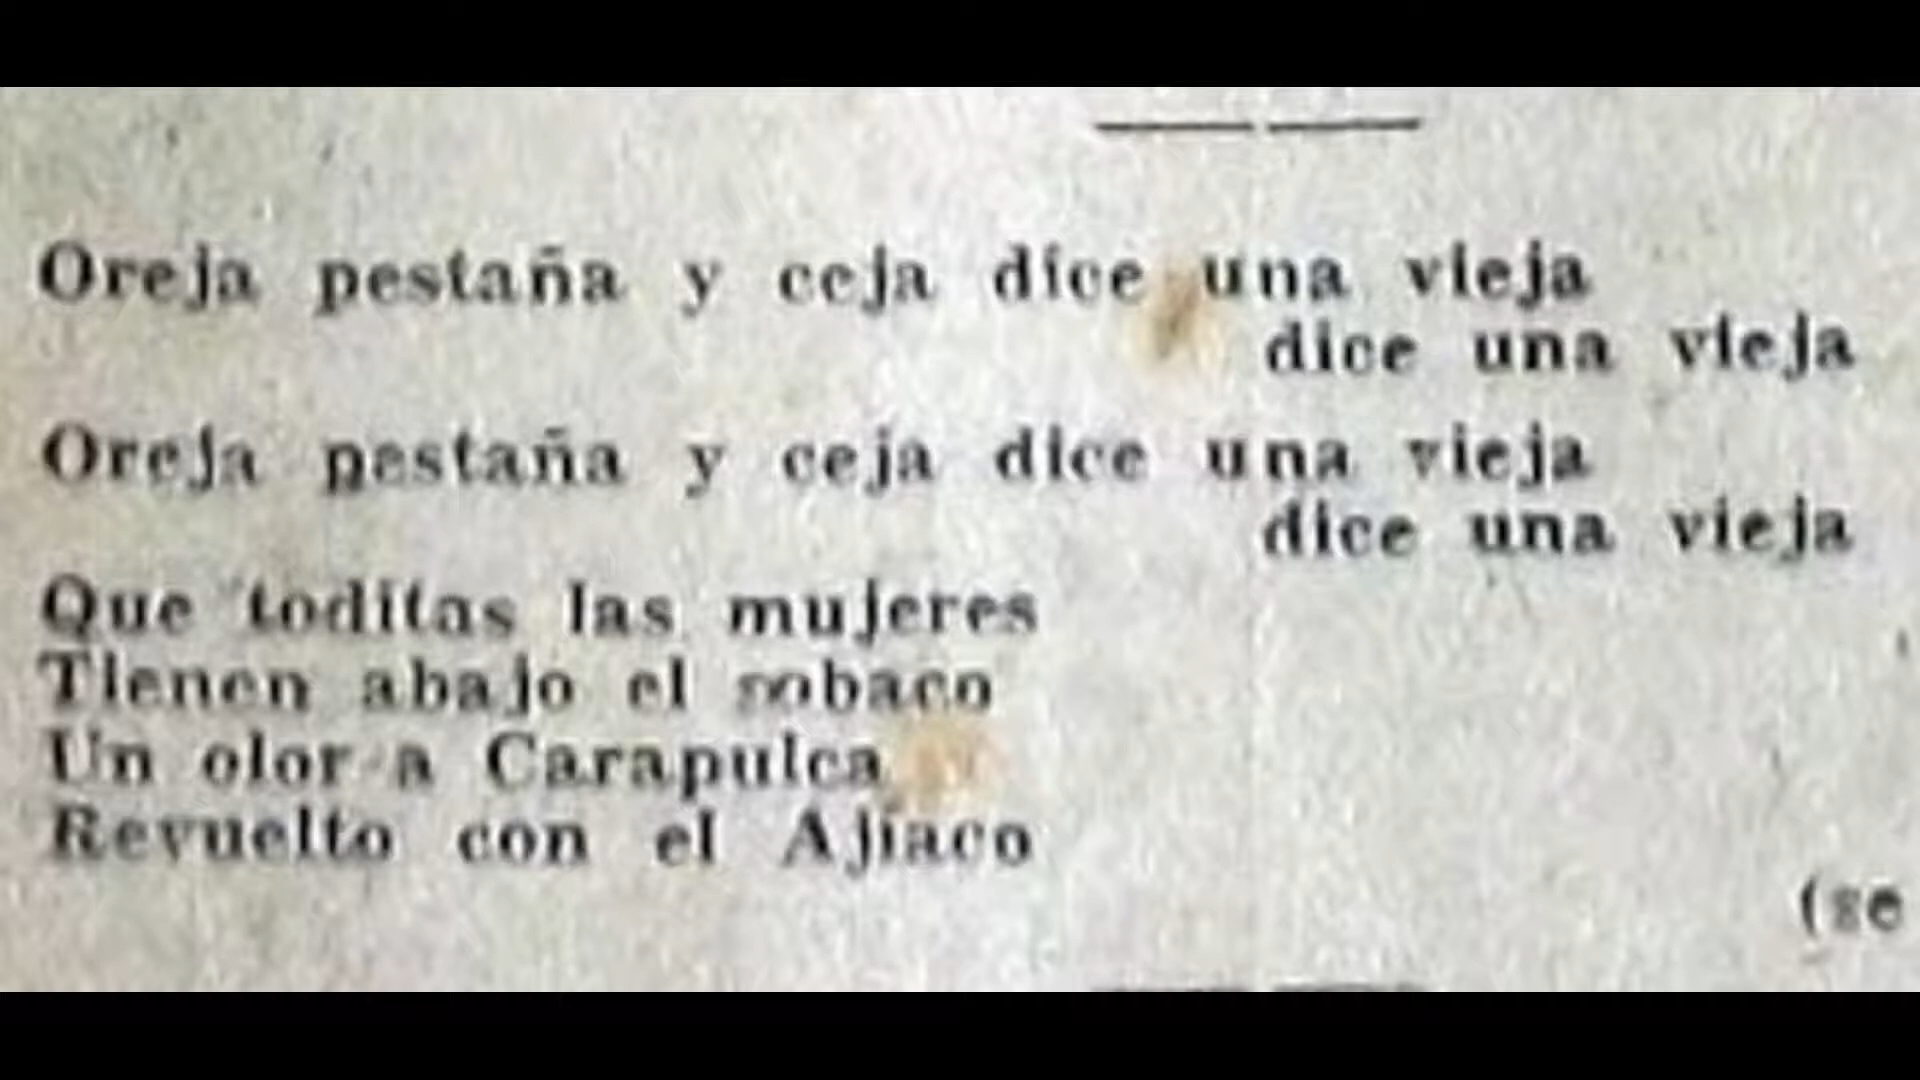 Oreja pestaña y ceja dice una vieja
dice una vieja
Oreja pestaña y ceja dice una vieja
dice una vieja
Que toditas las mujeres
Tienen abajo el sobaco
Un olor a Carapulca
Revuelto con el Ajiaco
(se